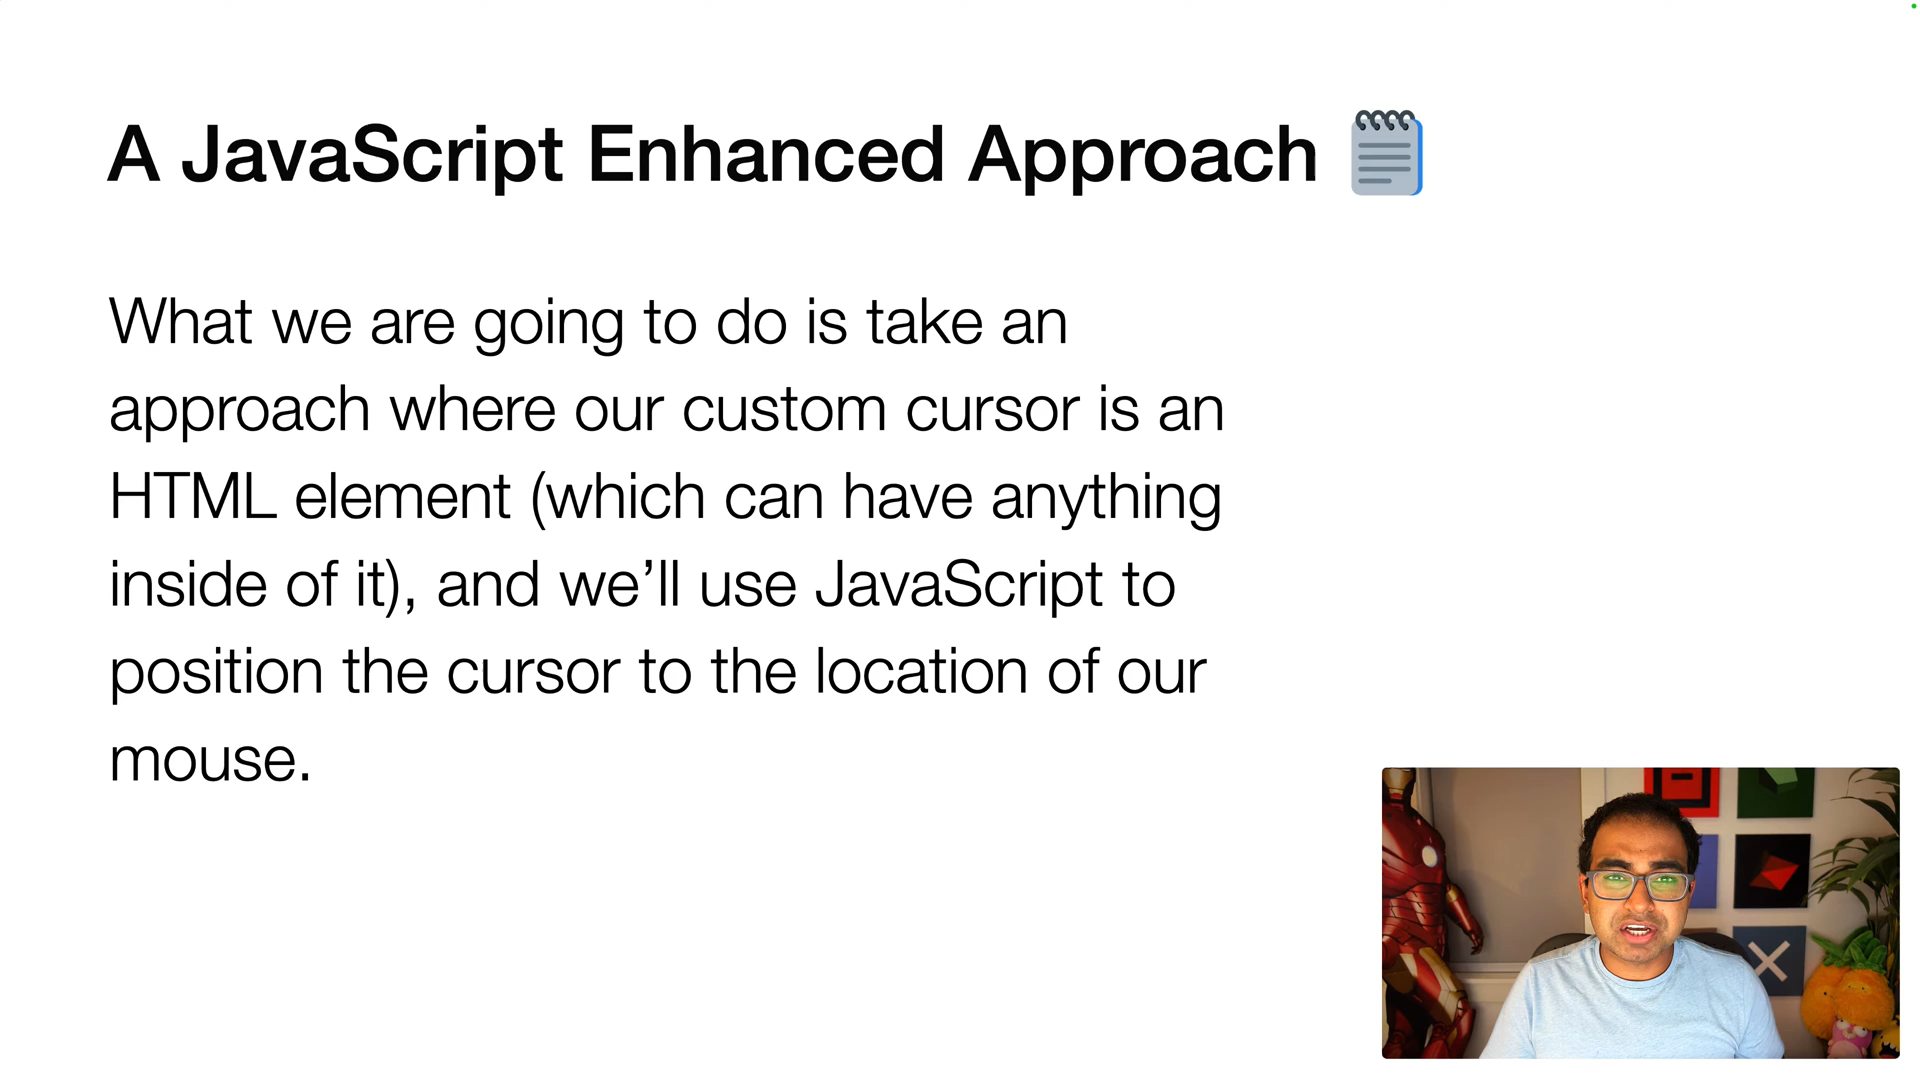 A JavaScript Enhanced Approach
What we are going to do is take an
approach where our custom cursor is an
HTML element (which can have anything
inside of it), and we’ll use JavaScript to
position the cursor to the location of our
mouse.